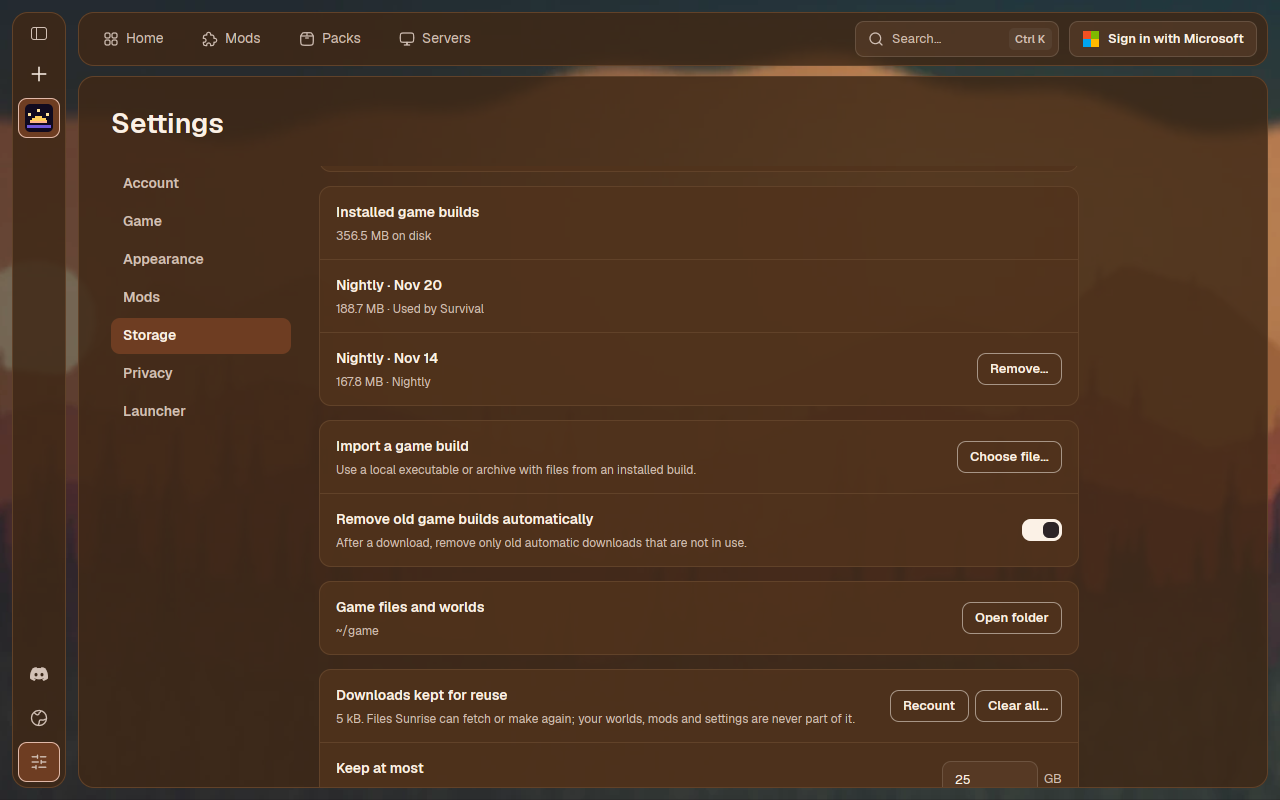 Home
Mods
Packs
Servers
Search...
Ctrl K
Sign in with Microsoft
Settings
Account
Game
Appearance
Mods
Storage
Privacy
Launcher
Installed game builds
356.5 MB on disk
Nightly · Nov 20
188.7 MB · Used by Survival
Nightly · Nov 14
167.8 MB · Nightly
Remove...
Import a game build
Use a local executable or archive with files from an installed build.
Choose file...
Remove old game builds automatically
After a download, remove only old automatic downloads that are not in use.
Game files and worlds
~/game
Open folder
Downloads kept for reuse
5 kB. Files Sunrise can fetch or make again; your worlds, mods and settings are never part of it.
Recount
Clear all...
Keep at most
25
GB